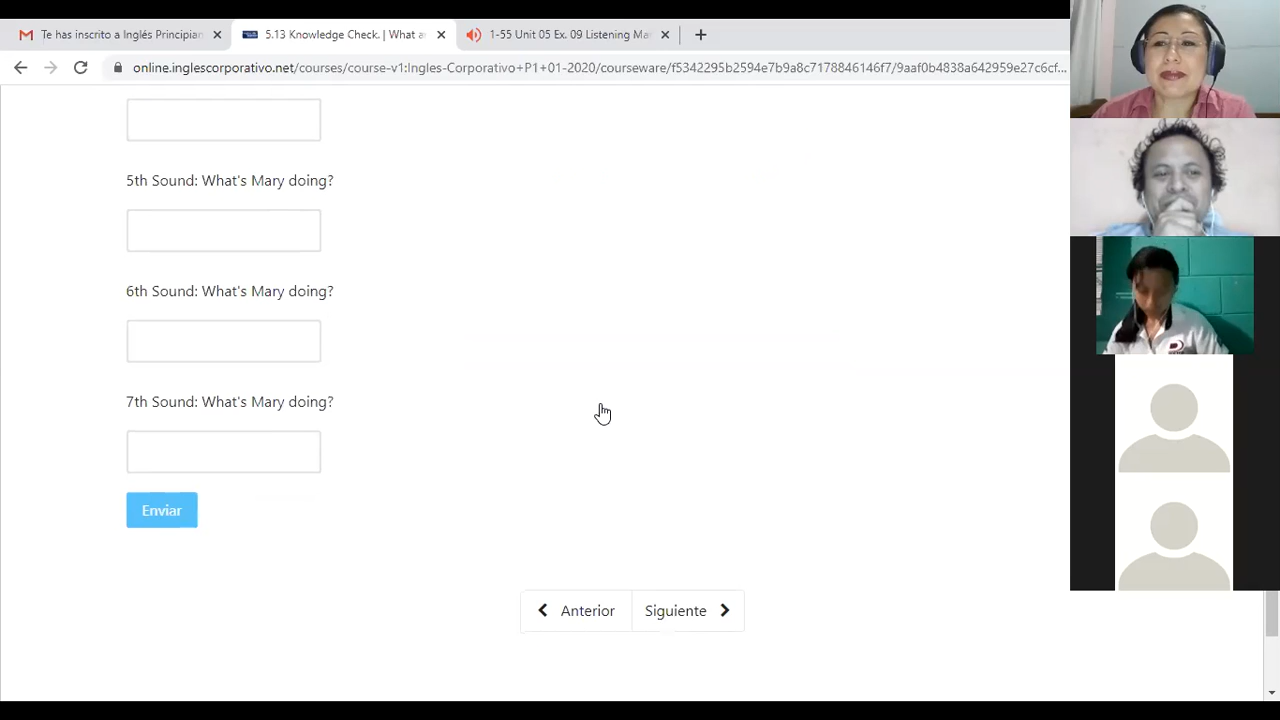 Te has inscrito a Inglés Principian
5.13 Knowledge Check. | What a
1-55 Unit 05 Ex. 09 Listening Ma
online.inglescorporativo.net/courses/course-v1:Ingles-Corporativo+P1+01-2020/courseware/f5342295b2594e7b9a8c7178846146f7/9aaf0b4838a642959e27c6cf...
5th Sound: What's Mary doing?
6th Sound: What's Mary doing?
7th Sound: What's Mary doing?
Enviar
Anterior
Siguiente